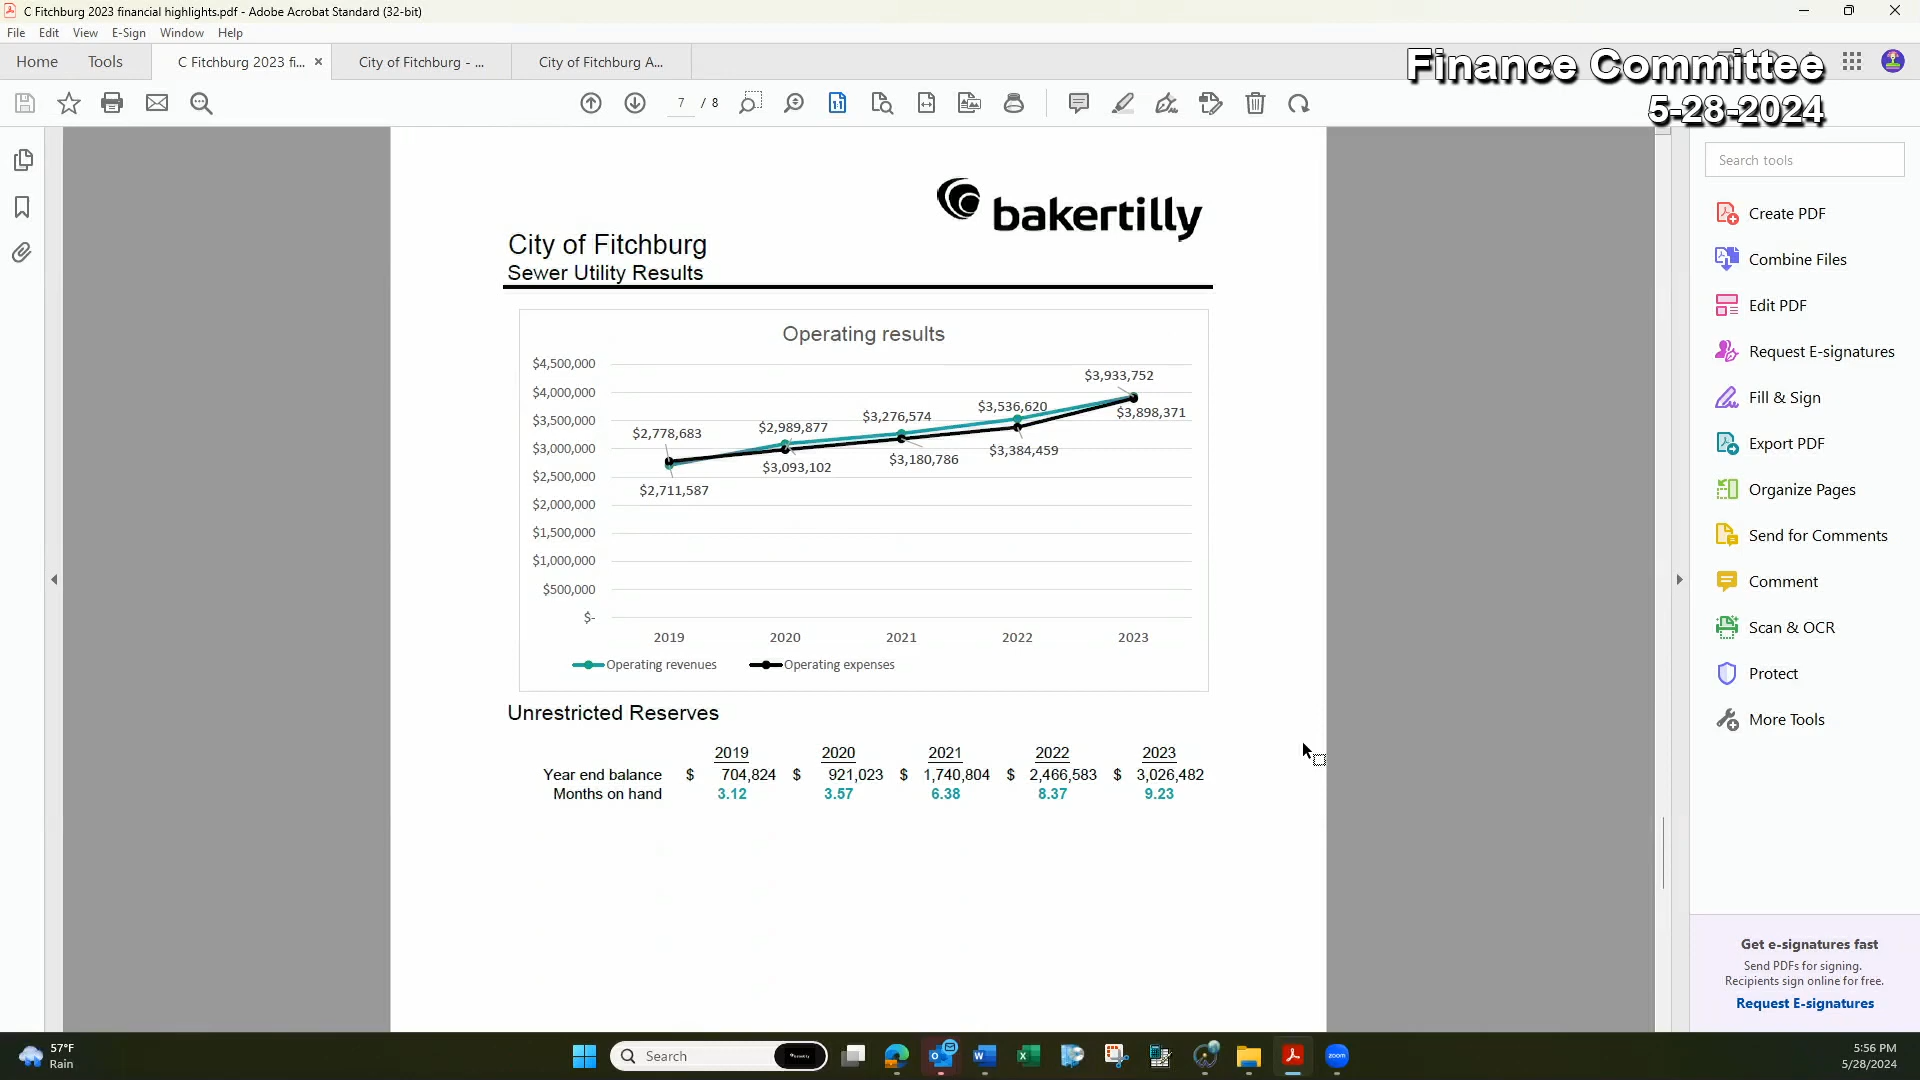 C Fitchburg 2023 financial highlights.pdf - Adobe Acrobat Standard (32-bit)
File Edit View E-Sign Window Help
Home Tools C Fitchburg 2023 fi... × City of Fitchburg - ... City of Fitchburg A...
Finance Committee
5-28-2024
7 / 8
Search tools
Create PDF
Combine Files
Edit PDF
Request E-signatures
Fill & Sign
Export PDF
Organize Pages
Send for Comments
Comment
Scan & OCR
Protect
More Tools
Get e-signatures fast
Send PDFs for signing.
Recipients sign online for free.
Request E-signatures
bakertilly
City of Fitchburg
Sewer Utility Results
Operating results
$4,500,000
$4,000,000
$3,500,000
$3,000,000
$2,500,000
$2,000,000
$1,500,000
$1,000,000
$500,000
$-
$2,778,683
$2,711,587
$2,989,877
$3,093,102
$3,276,574
$3,180,786
$3,536,620
$3,384,459
$3,933,752
$3,898,371
2019 2020 2021 2022 2023
Operating revenues Operating expenses
Unrestricted Reserves
2019 2020 2021 2022 2023
Year end balance $ 704,824 $ 921,023 $ 1,740,804 $ 2,466,583 $ 3,026,482
Months on hand 3.12 3.57 6.38 8.37 9.23
57°F
Rain
Search
zoom
5:56 PM
5/28/2024